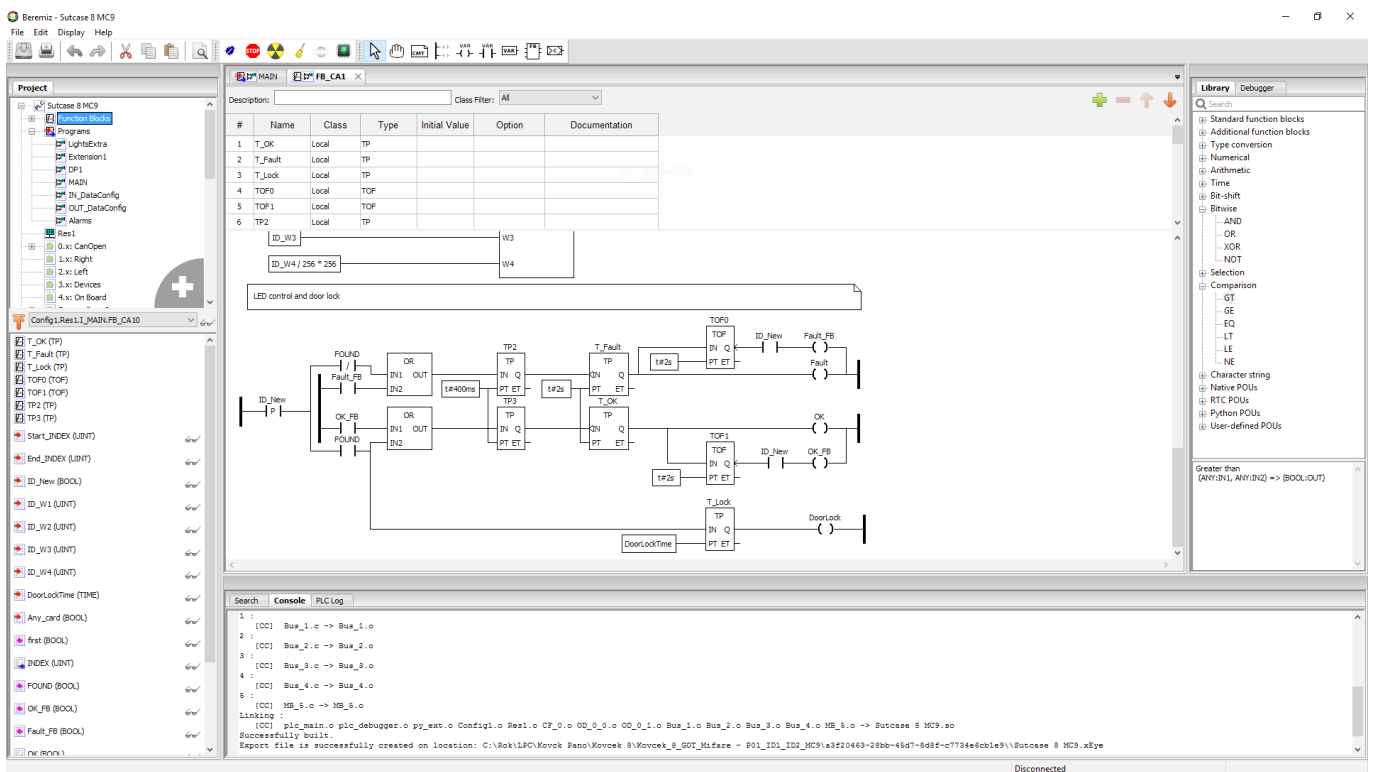 Beremiz - Sutcase 8 MC9
File Edit Display Help
Project
Sutcase 8 MC9
Function Blocks
Programs
LightsExtra
Extension1
DP1
MAIN
IN_DataConfig
OUT_DataConfig
Alarms
Res1
0.x: CanOpen
1.x: Right
2.x: Left
3.x: Devices
4.x: On Board
Config1.Res1.I_MAIN.FB_CA10
T_OK (TP)
T_Fault (TP)
T_Lock (TP)
TOF0 (TOF)
TOF1 (TOF)
TP2 (TP)
TP3 (TP)
Start_INDEX (UINT)
End_INDEX (UINT)
ID_New (BOOL)
ID_W1 (UINT)
ID_W2 (UINT)
ID_W3 (UINT)
ID_W4 (UINT)
DoorLockTime (TIME)
Any_card (BOOL)
first (BOOL)
INDEX (UINT)
FOUND (BOOL)
OK_FB (BOOL)
Fault_FB (BOOL)
OK (BOOL)
MAIN FB_CA1
Description: Class Filter: All
# Name Class Type Initial Value Option Documentation
1 T_OK Local TP
2 T_Fault Local TP
3 T_Lock Local TP
4 TOF0 Local TOF
5 TOF1 Local TOF
6 TP2 Local TP
ID_W3 W3
ID_W4 / 256 * 256 W4
LED control and door lock
TOF0
TOF ID_New Fault_FB
IN Q
t#2s PT ET
Fault
FOUND OR TP2 TP T_Fault TP
/ IN1 OUT IN Q IN Q
Fault_FB IN2 t#400ms PT ET t#2s PT ET
ID_New TP3 T_OK
P
OK_FB OR TP TP OK
IN1 OUT IN Q IN Q
FOUND IN2 PT ET PT ET
TOF1
TOF ID_New OK_FB
IN Q
t#2s PT ET
T_Lock
TP DoorLock
IN Q
DoorLockTime PT ET
Library Debugger
Search
Standard function blocks
Additional function blocks
Type conversion
Numerical
Arithmetic
Time
Bit-shift
Bitwise
AND
OR
XOR
NOT
Selection
Comparison
GT
GE
EQ
LT
LE
NE
Character string
Native POUs
RTC POUs
Python POUs
User-defined POUs
Greater than
(ANY:IN1, ANY:IN2) => (BOOL:OUT)
Search Console PLC Log
1 :
[CC] Bus_1.c -> Bus_1.o
2 :
[CC] Bus_2.c -> Bus_2.o
3 :
[CC] Bus_3.c -> Bus_3.o
4 :
[CC] Bus_4.c -> Bus_4.o
5 :
[CC] MB_5.c -> MB_5.o
Linking :
[CC] plc_main.o plc_debugger.o py_ext.o Config1.o Res1.o CF_0.o OD_0_0.o OD_0_1.o Bus_1.o Bus_2.o Bus_3.o Bus_4.o MB_5.o -> Sutcase 8 MC9.so
Successfully built.
Export file is successfully created on location: C:\Rok\LPC\Kovck Pano\Kovcek 8\Kovcek_8_GOT_Mifare - P01_ID1_ID2_MC9\a3f20463-28bb-45d7-8d8f-c7734e6cb1e9\\Sutcase 8 MC9.xEye
Disconnected